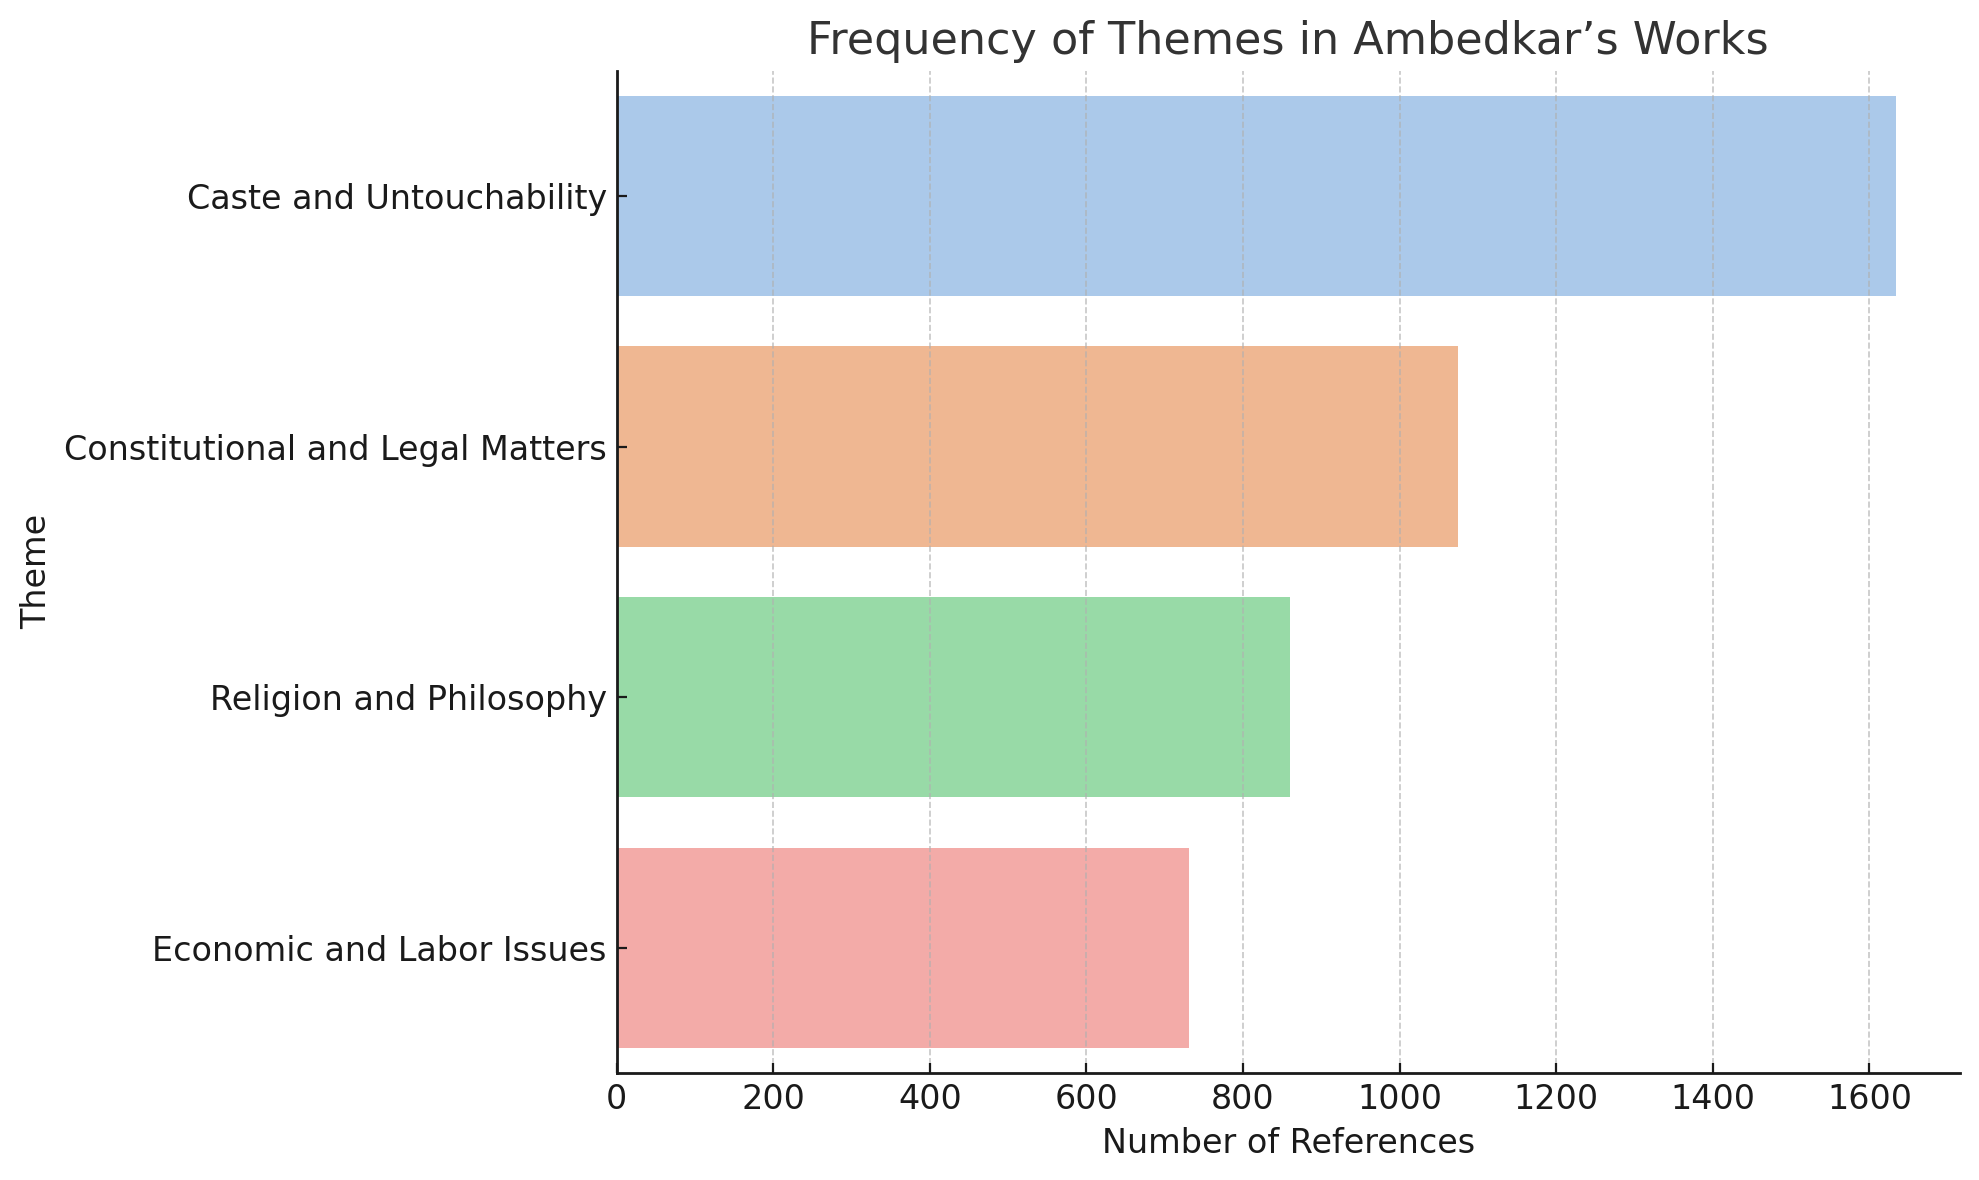 Frequency of Themes in Ambedkar’s Works
Caste and Untouchability
Constitutional and Legal Matters
Religion and Philosophy
Economic and Labor Issues
Theme
0 200 400 600 800 1000 1200 1400 1600
Number of References